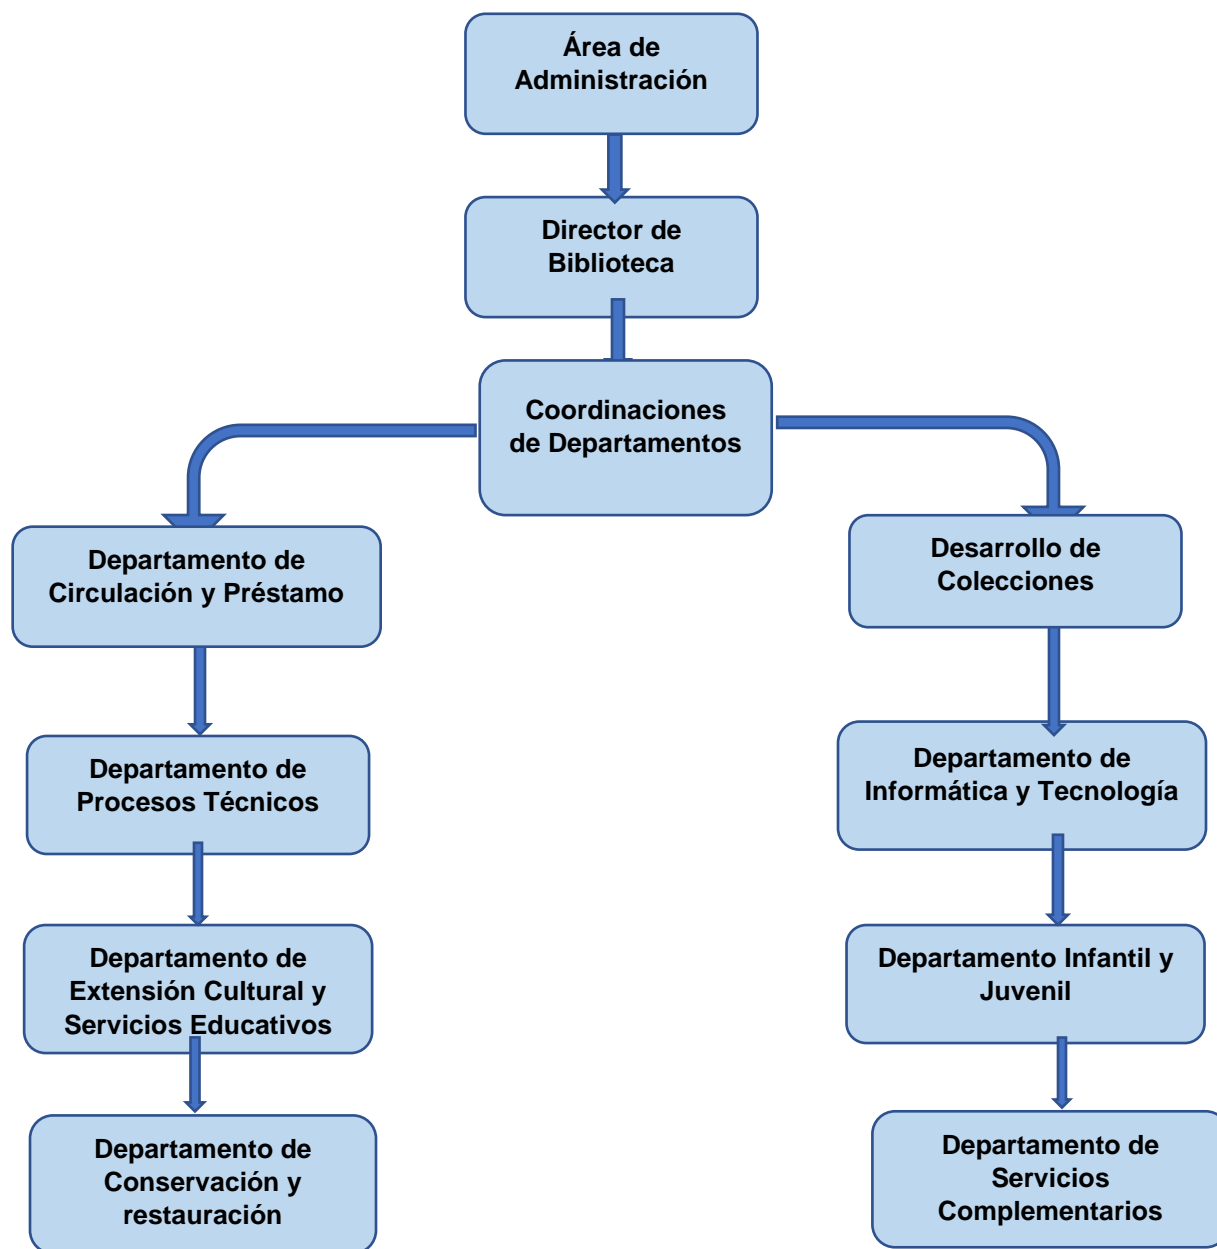 Área de
Administración
Director de
Biblioteca
Coordinaciones
de Departamentos
Departamento de
Circulación y Préstamo
Desarrollo de
Colecciones
Departamento de
Procesos Técnicos
Departamento de
Informática y Tecnología
Departamento de
Extensión Cultural y
Servicios Educativos
Departamento Infantil y
Juvenil
Departamento de
Conservación y
restauración
Departamento de
Servicios
Complementarios